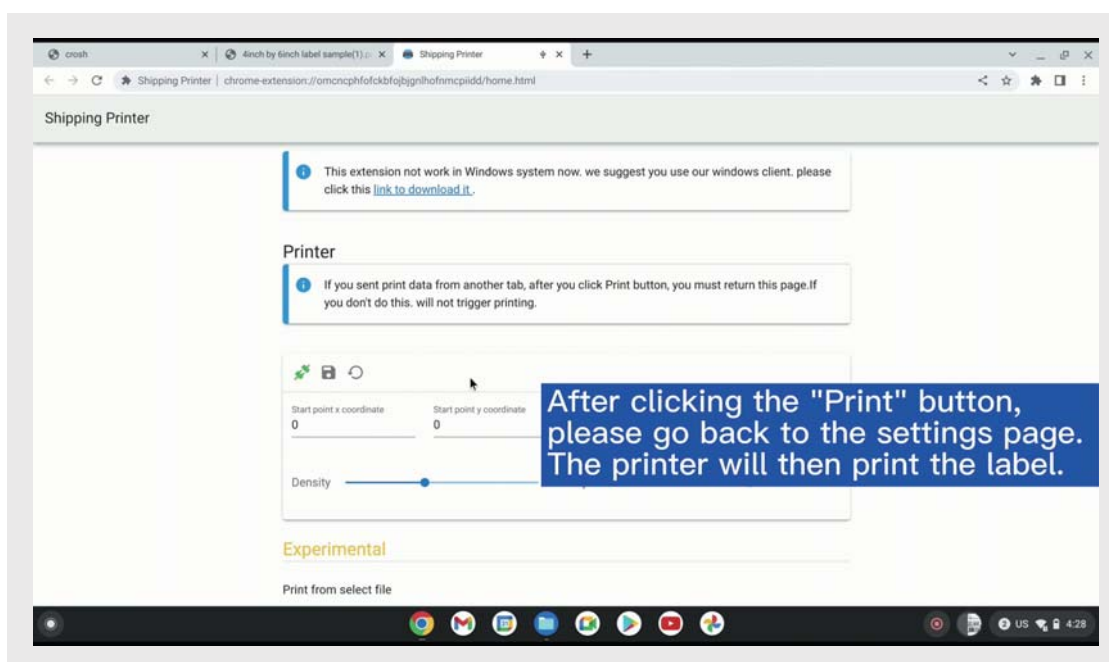 crosh
4inch by 6inch label sample(1).p
Shipping Printer
Shipping Printer | chrome-extension://omcncphfofckbfojbjgnlhofnmcpiidd/home.html
Shipping Printer
This extension not work in Windows system now. we suggest you use our windows client. please
click this link to download it .
Printer
If you sent print data from another tab, after you click Print button, you must return this page.If
you don't do this. will not trigger printing.
Start point x coordinate
Start point y coordinate
0
0
After clicking the "Print" button,
please go back to the settings page.
The printer will then print the label.
Density
Experimental
Print from select file
2 US 4:28